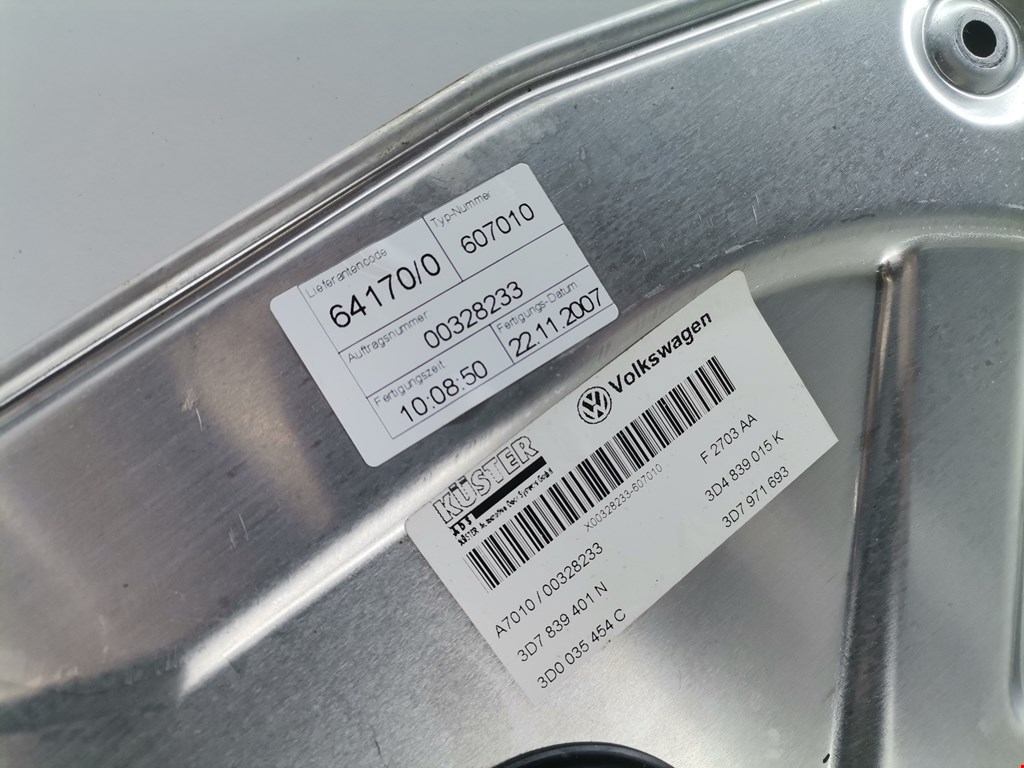 Lieferantencode
64170/0
Typ-Nummer
607010
Auftragsnummer
00328233
Fertigungszeit
10:08:50
Fertigungs-Datum
22.11.2007
KÜSTER
Volkswagen
X00328233-607010
A7010 / 00328233
F 2703 AA
3D7 839 401 N
3D4 839 015 K
3D0 035 454 C
3D7 971 693